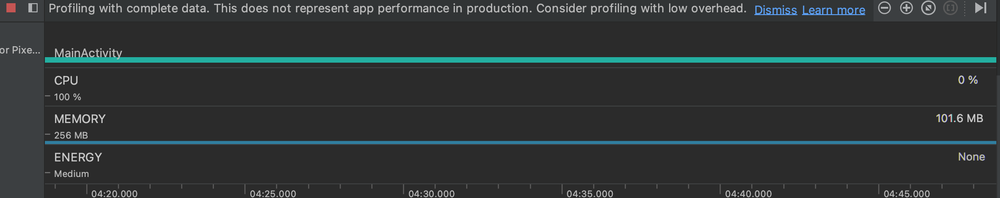 Profiling with complete data. This does not represent app performance in production. Consider profiling with low overhead. Dismiss Learn more
or Pixe...
MainActivity
CPU
0 %
100 %
MEMORY
101.6 MB
256 MB
ENERGY
None
Medium
04:20.000 04:25.000 04:30.000 04:35.000 04:40.000 04:45.000